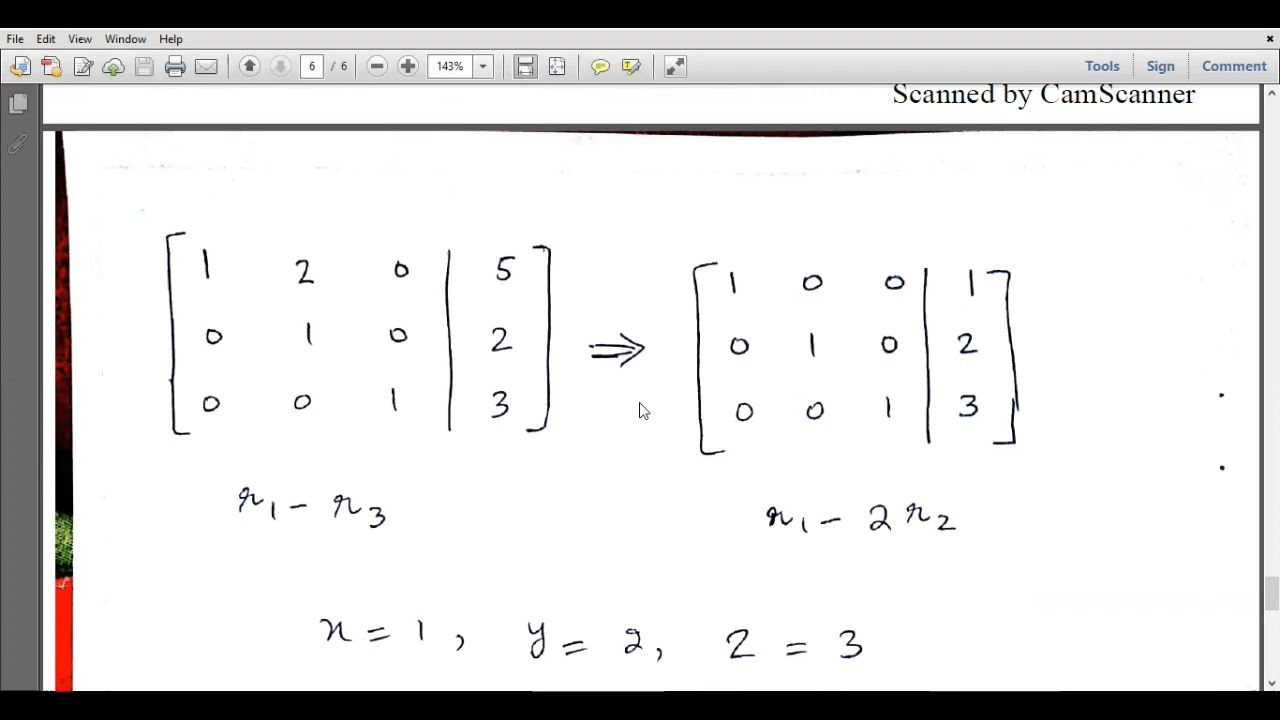 File Edit View Window Help
6 / 6 143% Tools Sign Comment
Scanned by CamScanner
1 2 0 | 5
0 1 0 | 2
0 0 1 | 3
⇒
1 0 0 | 1
0 1 0 | 2
0 0 1 | 3
r1 - r3
r1 - 2r2
x = 1, y = 2, z = 3